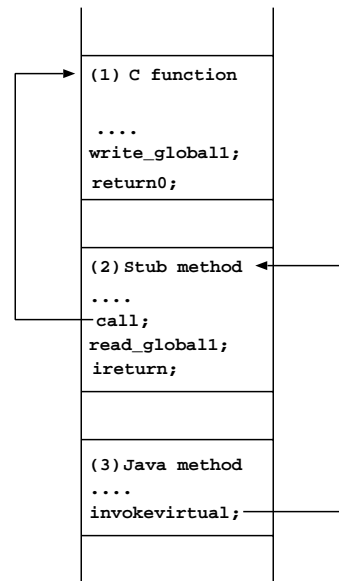 (1) C function
....
write_global1;
return0;
(2)Stub method
....
call;
read_global1;
ireturn;
(3)Java method
....
invokevirtual;